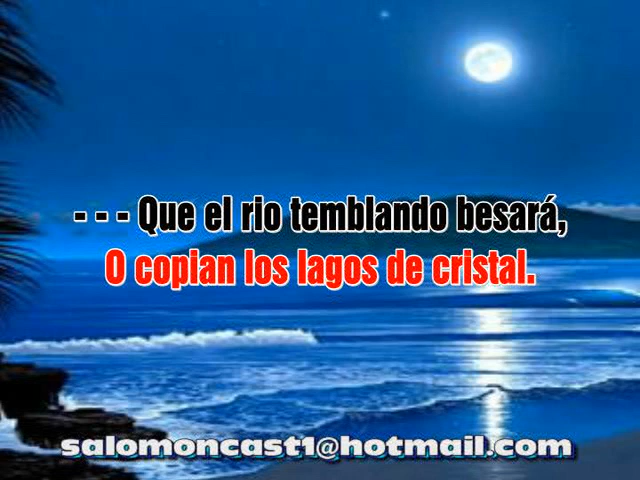 - - - Que el rio temblando besará,
O copian los lagos de cristal.
salomoncast1@hotmail.com